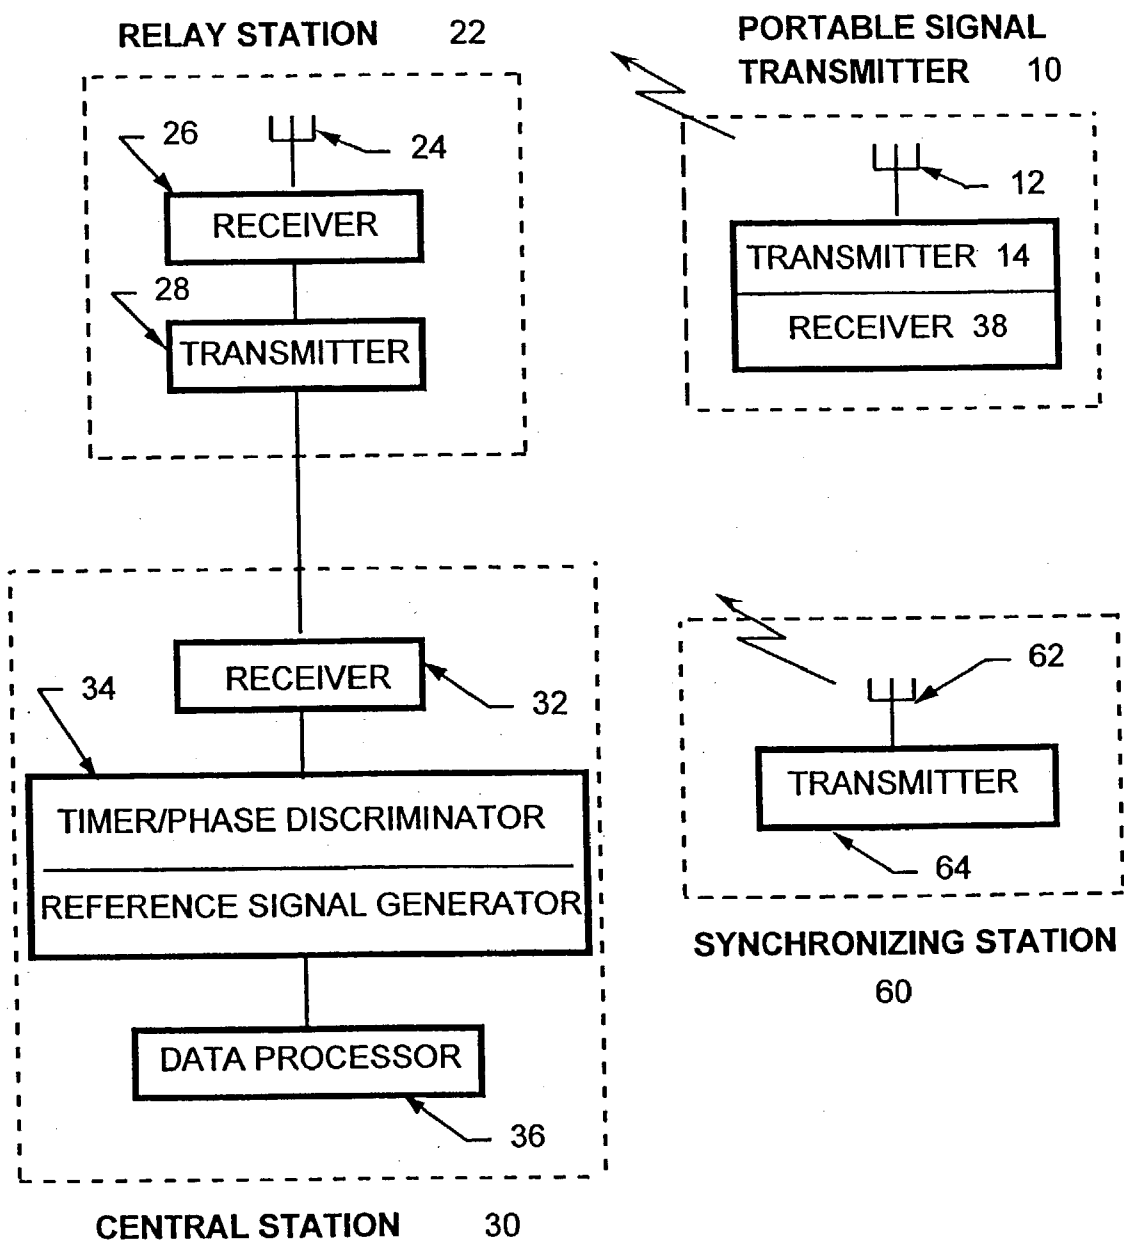 RELAY STATION 22
26
24
RECEIVER
28
TRANSMITTER
PORTABLE SIGNAL
TRANSMITTER 10
12
TRANSMITTER 14
RECEIVER 38
RECEIVER
32
34
TIMER/PHASE DISCRIMINATOR
REFERENCE SIGNAL GENERATOR
DATA PROCESSOR
36
CENTRAL STATION 30
62
TRANSMITTER
64
SYNCHRONIZING STATION
60